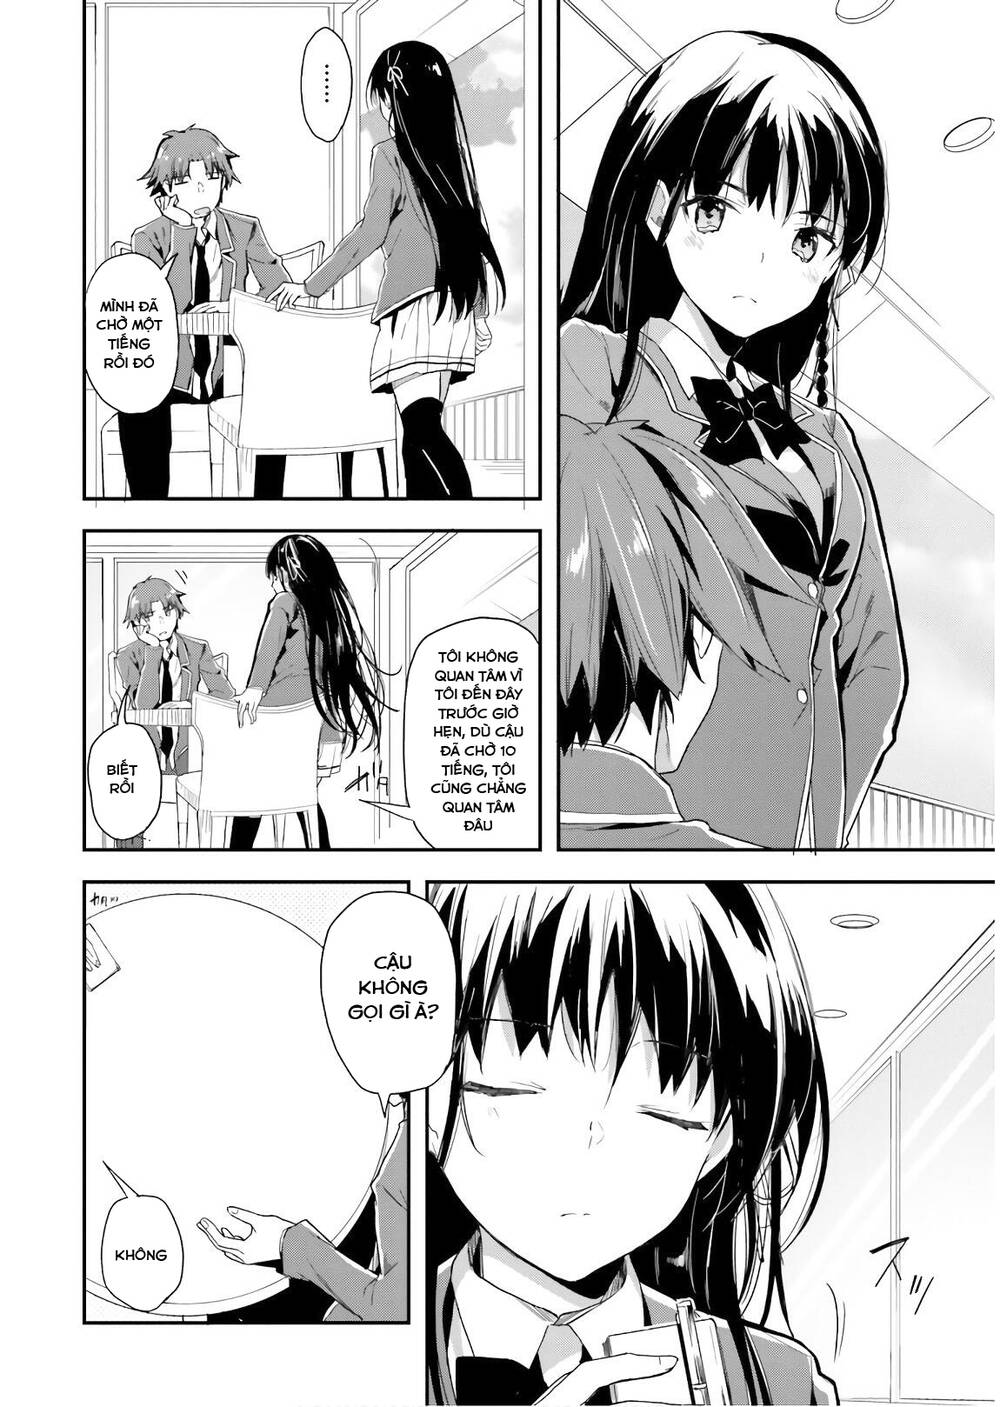 .......
MÌNH ĐÃ
CHỜ MỘT
TIẾNG
RỒI ĐÓ
TÔI KHÔNG
QUAN TÂM VÌ
TÔI ĐẾN ĐÂY
TRƯỚC GIỜ
HẸN, DÙ CẬU
ĐÃ CHỜ 10
TIẾNG, TÔI
CŨNG CHẲNG
QUAN TÂM
ĐÂU
BIẾT
RỒI
CẬU
KHÔNG
GỌI GÌ À?
KHÔNG